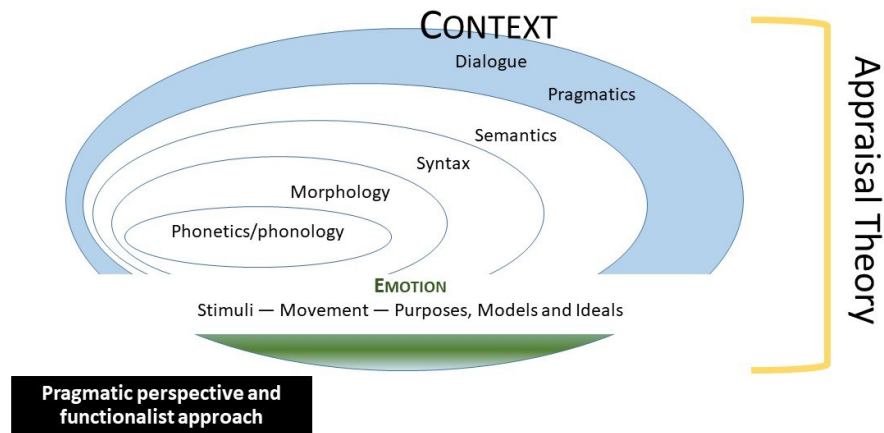 CONTEXT
Dialogue
Pragmatics
Semantics
Syntax
Morphology
Phonetics/phonology
EMOTION
Stimuli — Movement — Purposes, Models and Ideals
Appraisal Theory
Pragmatic perspective and
functionalist approach